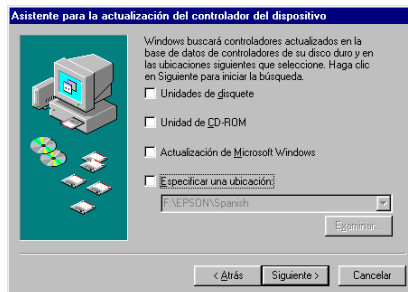 Asistente para la actualización del controlador del dispositivo
Windows buscará controladores actualizados en la
base de datos de controladores de su disco duro y en
las ubicaciones siguientes que seleccione. Haga clic
en Siguiente para iniciar la búsqueda.
Unidades de disquete
Unidad de CD-ROM
Actualización de Microsoft Windows
Especificar una ubicación:
F:\EPSON\Spanish
Examinar...
< Atrás
Siguiente >
Cancelar